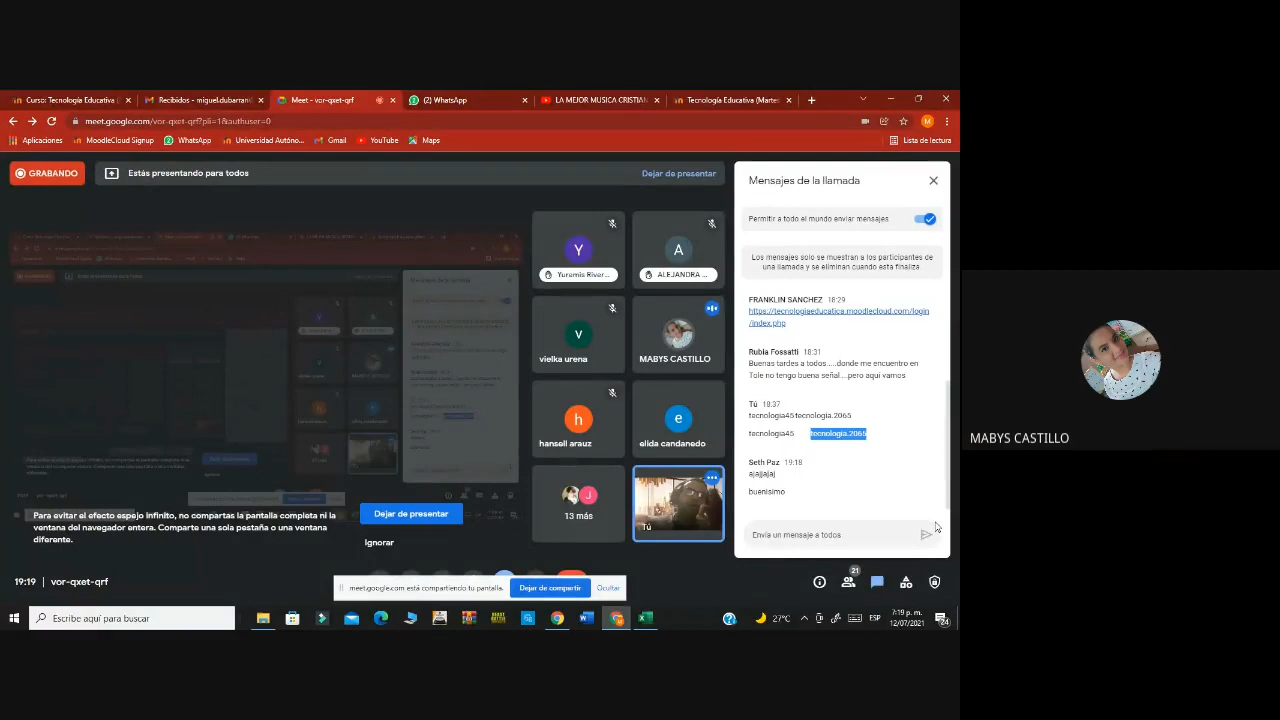 Curso: Tecnología Educativa (
Recibidos - miguel.dubarran@
Meet - vor-qxet-qrf
(2) WhatsApp
LA MEJOR MUSICA CRISTIAN
Tecnología Educativa (Martes
meet.google.com/vor-qxet-qrf?pli=1&authuser=0
M
Aplicaciones
MoodleCloud Signup
WhatsApp
Universidad Autóno...
Gmail
YouTube
Maps
Lista de lectura
GRABANDO
Estás presentando para todos
Dejar de presentar
Mensajes de la llamada
Permitir a todo el mundo enviar mensajes
Los mensajes solo se muestran a los participantes de
una llamada y se eliminan cuando esta finaliza.
FRANKLIN SANCHEZ 18:29
https://tecnologiaeducatica.moodlecloud.com/login
/index.php
Rubia Fossatti 18:31
Buenas tardes a todos.....donde me encuentro en
Tole no tengo buena señal....pero aquí vamos
Tú 18:37
tecnologia45tecnología.2065
tecnologia45 tecnología.2065
Seth Paz 19:18
ajajjajaj
buenisimo
Envía un mensaje a todos
Y
Yuremis River...
A
ALEJANDRA ...
v
vielka urena
MABYS CASTILLO
h
hansell arauz
e
elida candanedo
J
13 más
Tú
Para evitar el efecto espejo infinito, no compartas la pantalla completa ni la
ventana del navegador entera. Comparte una sola pestaña o una ventana
diferente.
Dejar de presentar
Ignorar
19:19 | vor-qxet-qrf
meet.google.com está compartiendo tu pantalla.
Dejar de compartir
Ocultar
21
Escribe aquí para buscar
27°C
ESP
7:19 p. m.
12/07/2021
24
MABYS CASTILLO